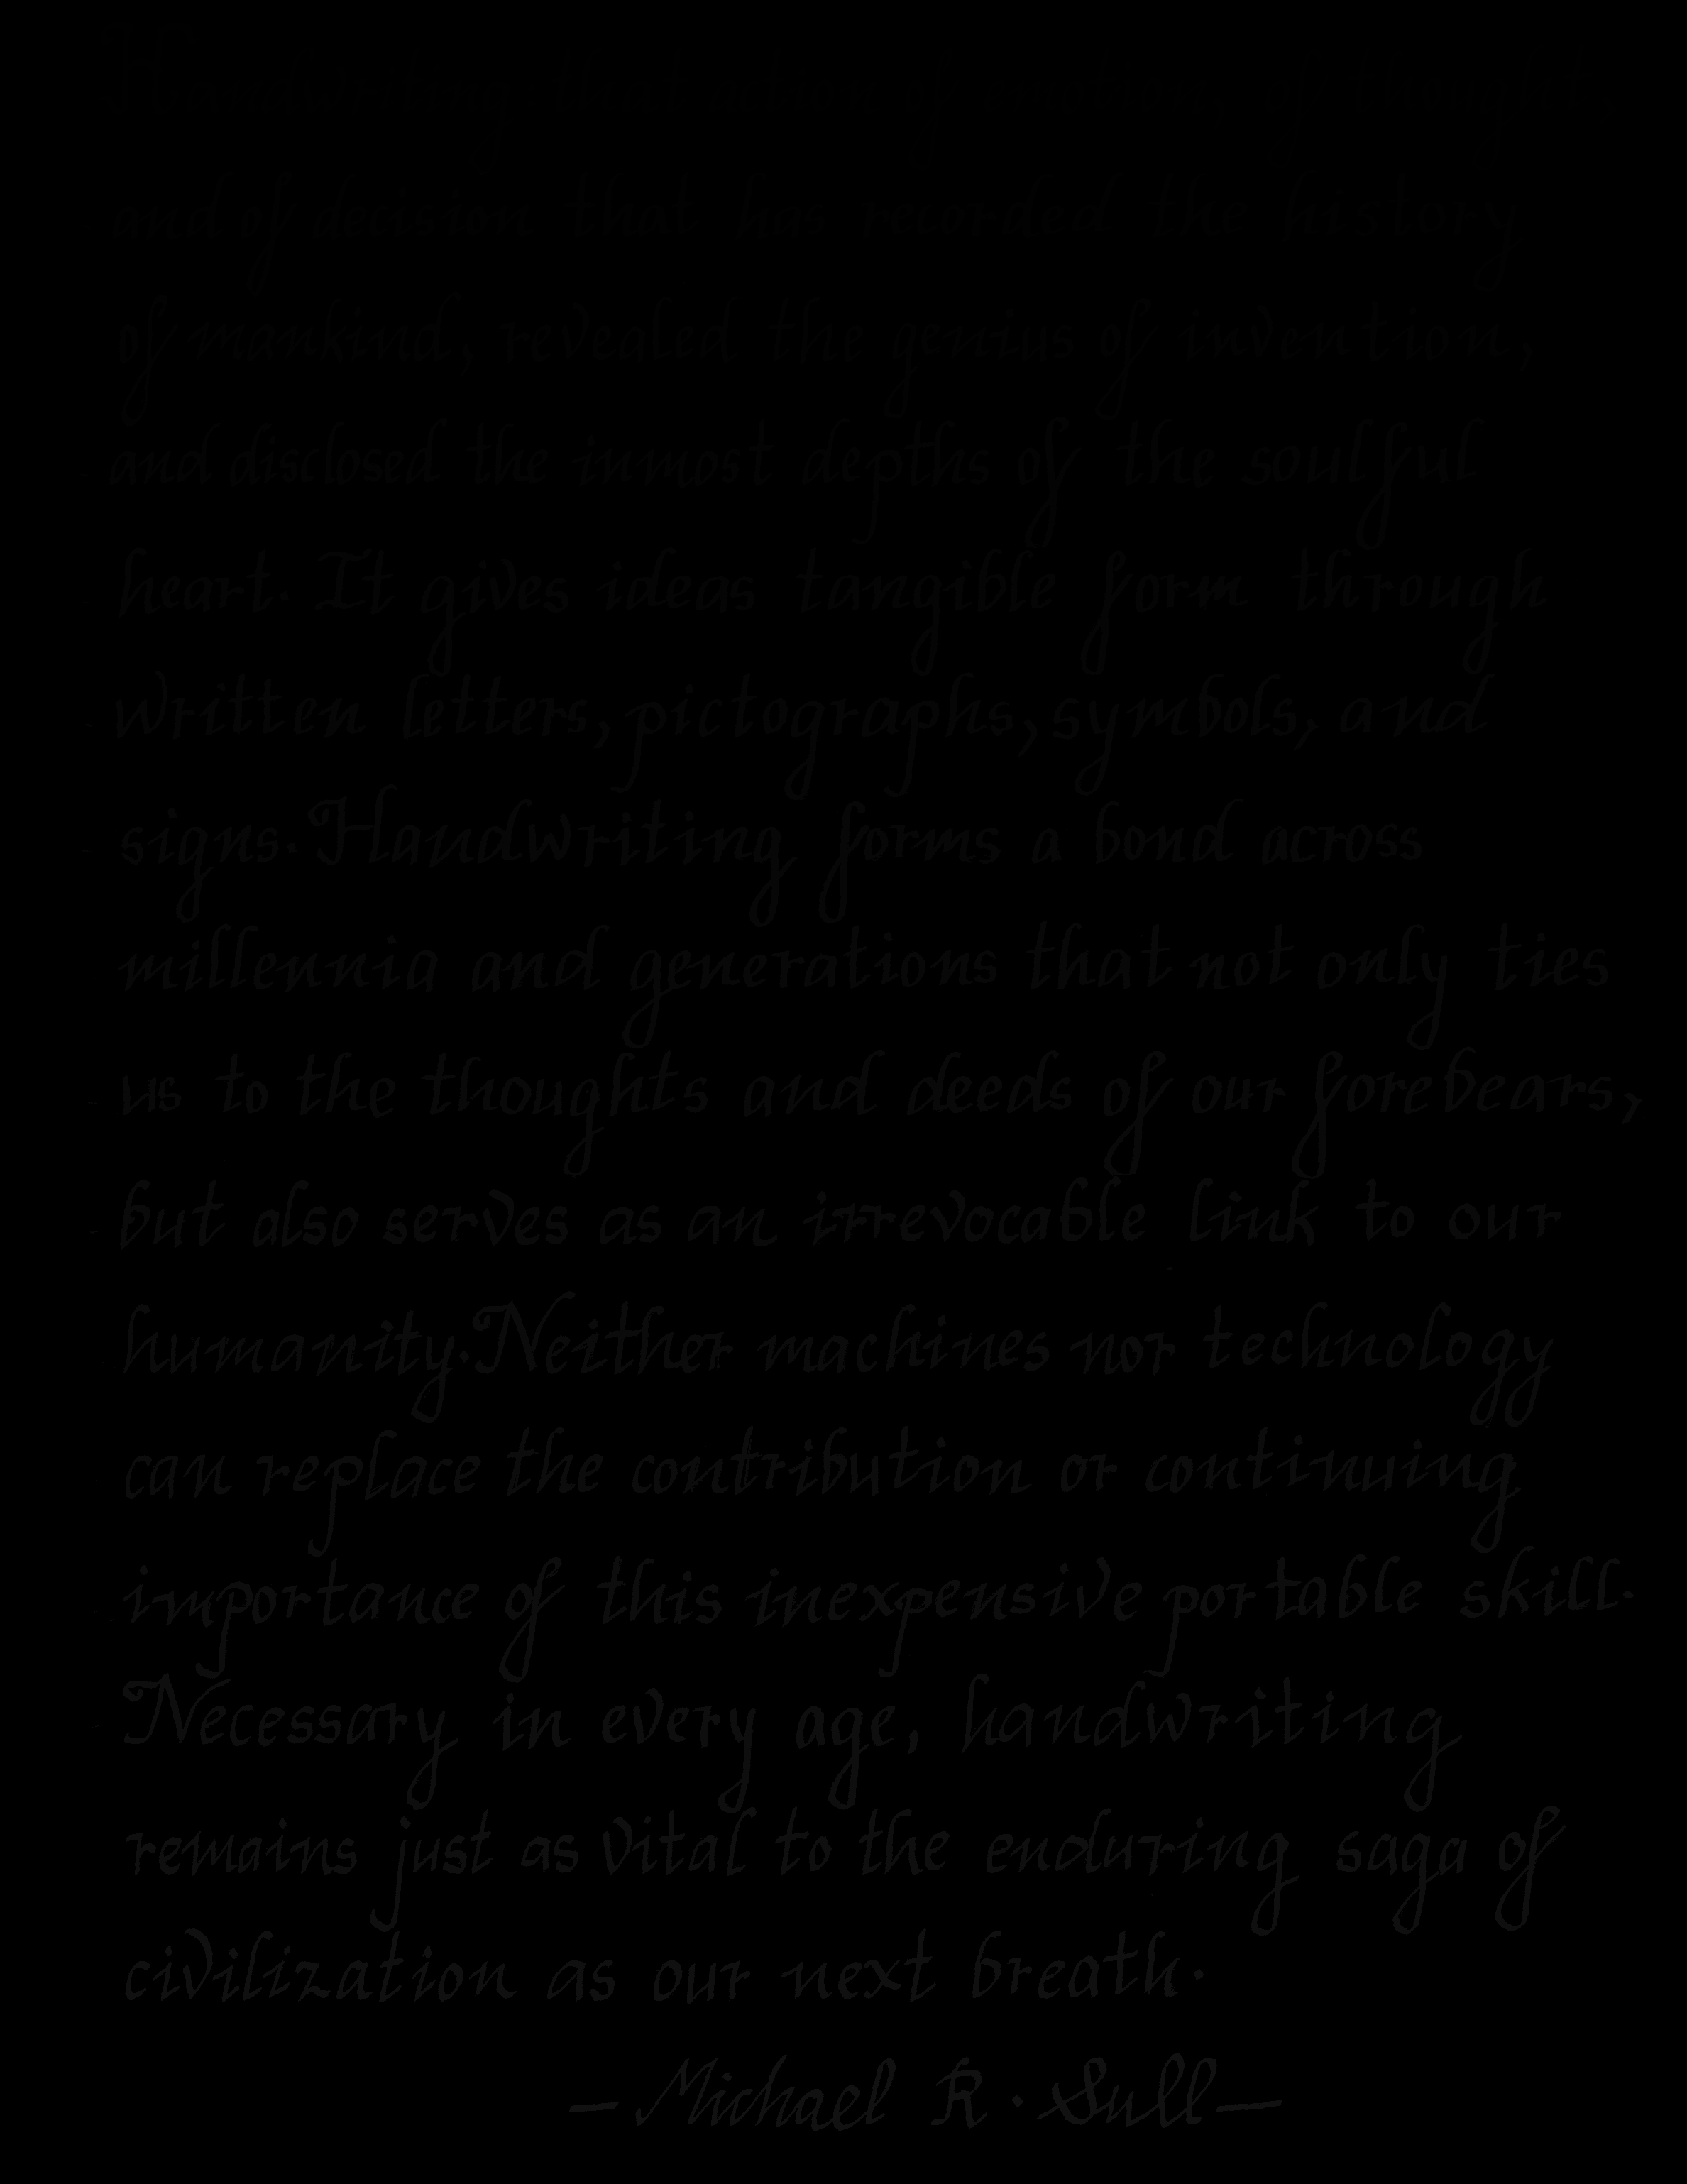 and of decision that has recorded the history
of mankind, revealed the genius of invention,
and disclosed the inmost depths of the soulful
heart. It gives ideas tangible form through
written letters, pictographs, symbols, and
signs. Handwriting forms a bond across
millennia and generations that not only ties
us to the thoughts and deeds of our forebears,
but also serves as an irrevocable link to our
humanity. Neither machines nor technology
can replace the contribution or continuing
importance of this inexpensive portable skill.
Necessary in every age, handwriting
remains just as vital to the enduring saga of
civilization as our next breath.
—Michael R. Sull—